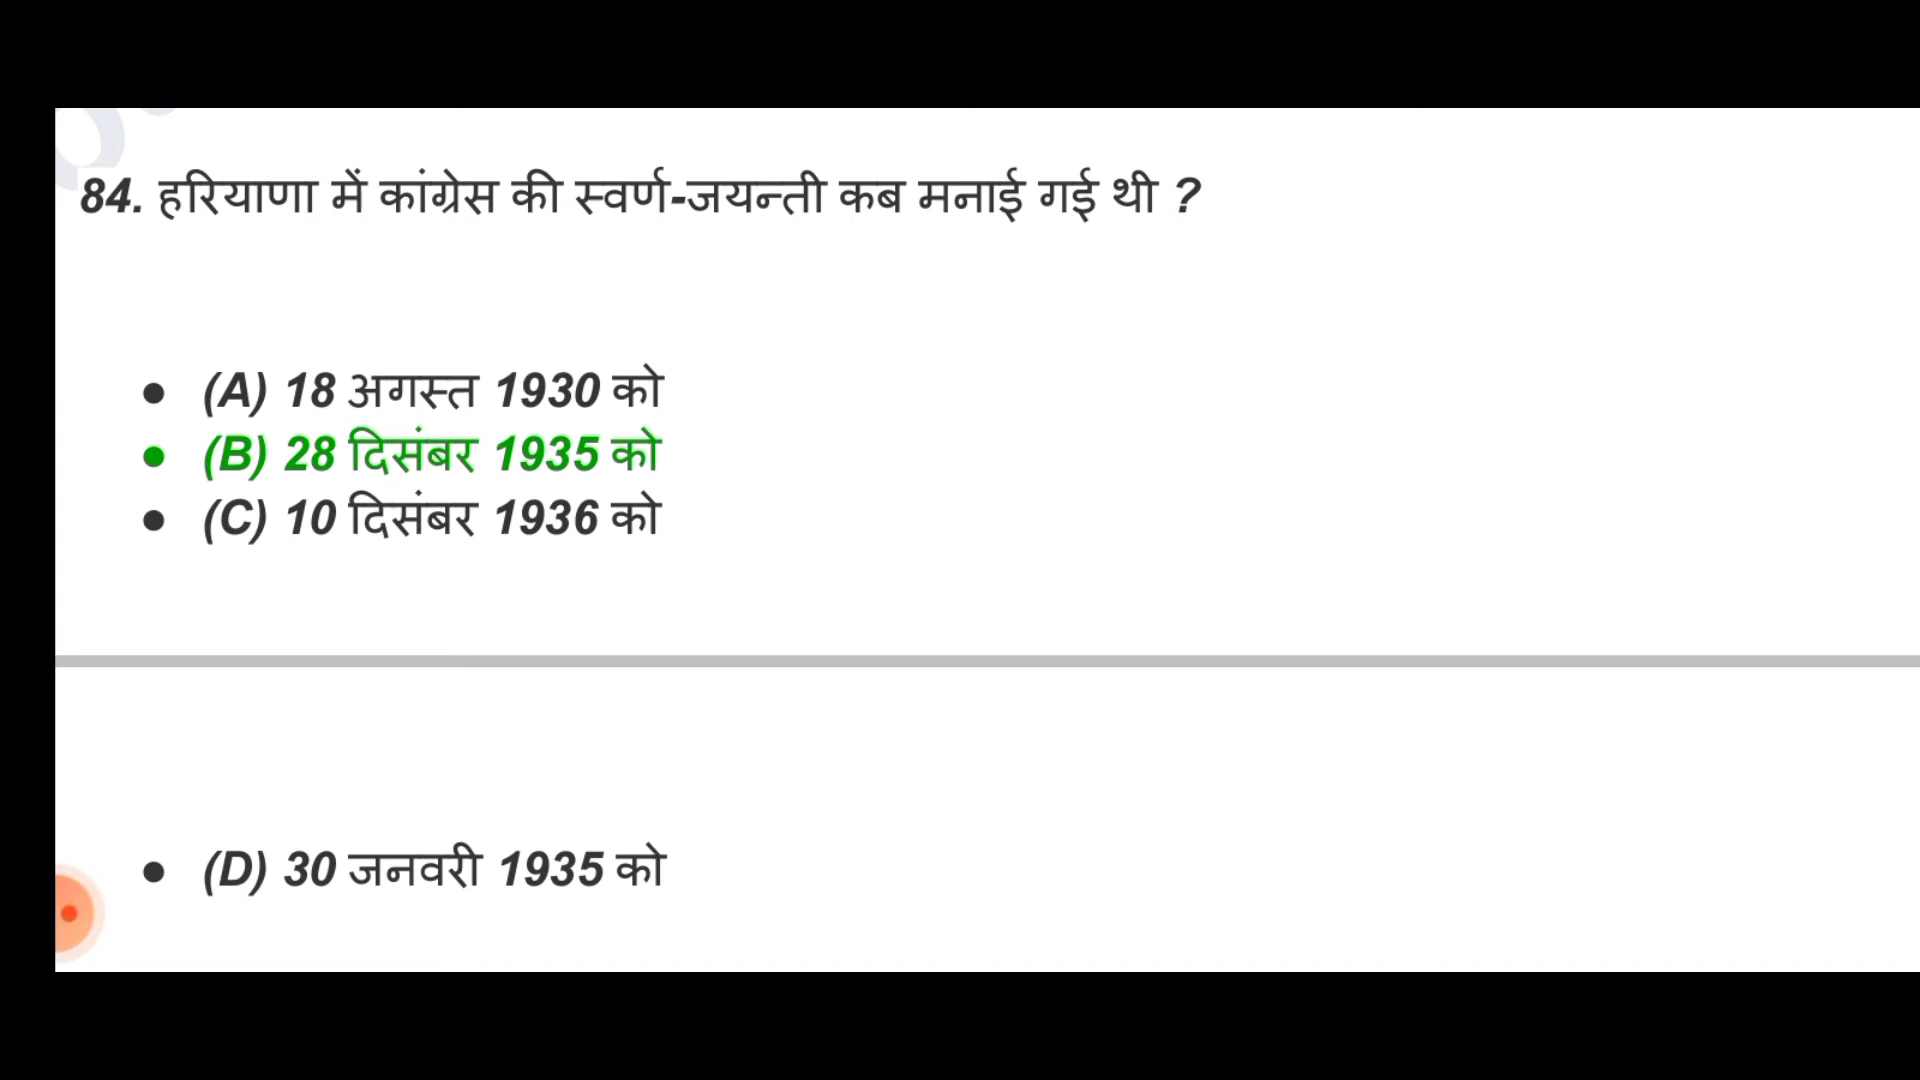 84. हरियाणा में कांग्रेस की स्वर्ण-जयन्ती कब मनाई गई थी ?
● (A) 18 अगस्त 1930 को
● (B) 28 दिसंबर 1935 को
● (C) 10 दिसंबर 1936 को
● (D) 30 जनवरी 1935 को